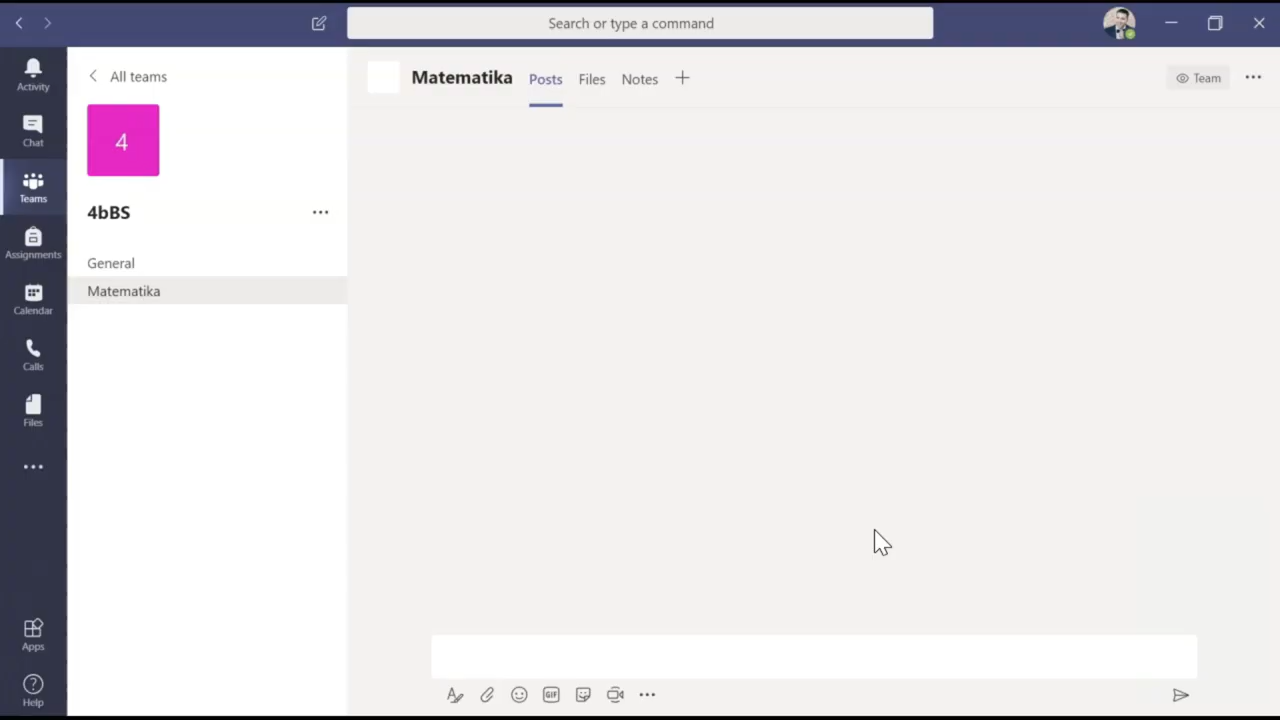 Search or type a command
Activity
Chat
Teams
Assignments
Calendar
Calls
Files
Apps
Help
All teams
4
4bBS
General
Matematika
Matematika
Posts
Files
Notes
Team
GIF